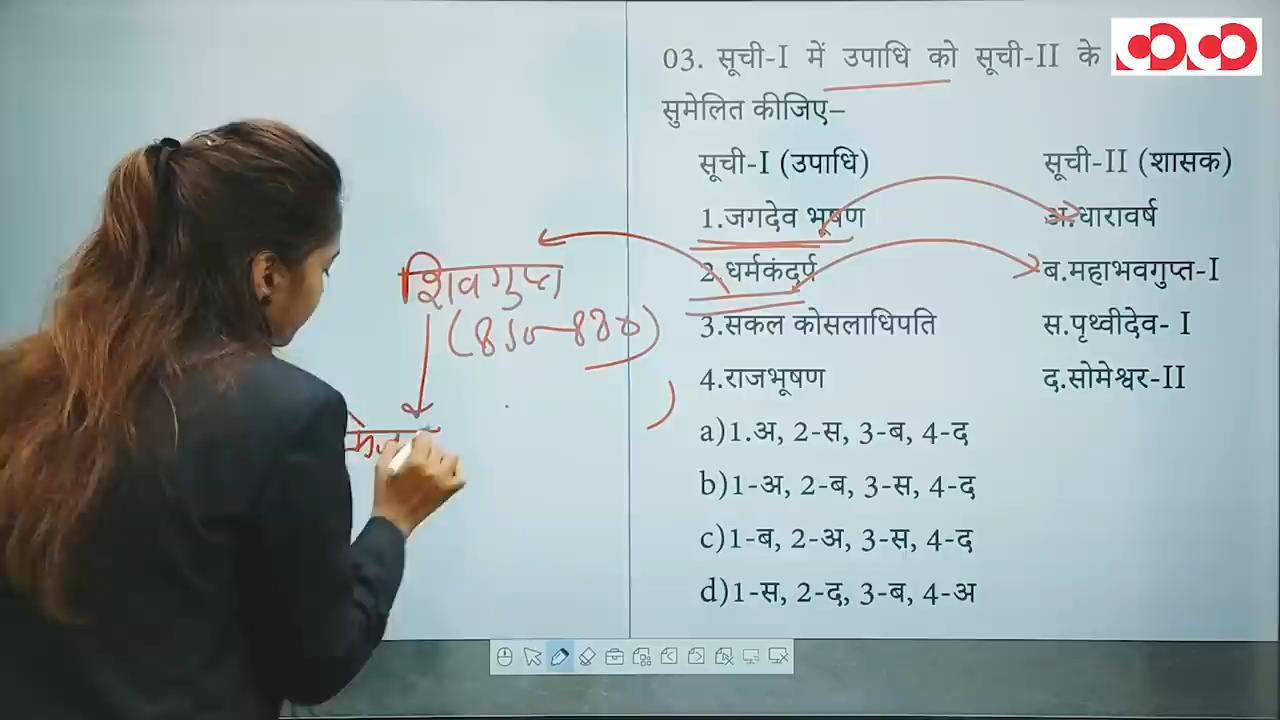 03. सूची-I में उपाधि को सूची-II के
सुमेलित कीजिए–
सूची-I (उपाधि) सूची-II (शासक)
1.जगदेव भूषण अ.धारावर्ष
2.धर्मकंदर्प ब.महाभवगुप्त-I
3.सकल कोसलाधिपति स.पृथ्वीदेव- I
4.राजभूषण द.सोमेश्वर-II
a)1.अ, 2-स, 3-ब, 4-द
b)1-अ, 2-ब, 3-स, 4-द
c)1-ब, 2-अ, 3-स, 4-द
d)1-स, 2-द, 3-ब, 4-अ
शिवगुप्त